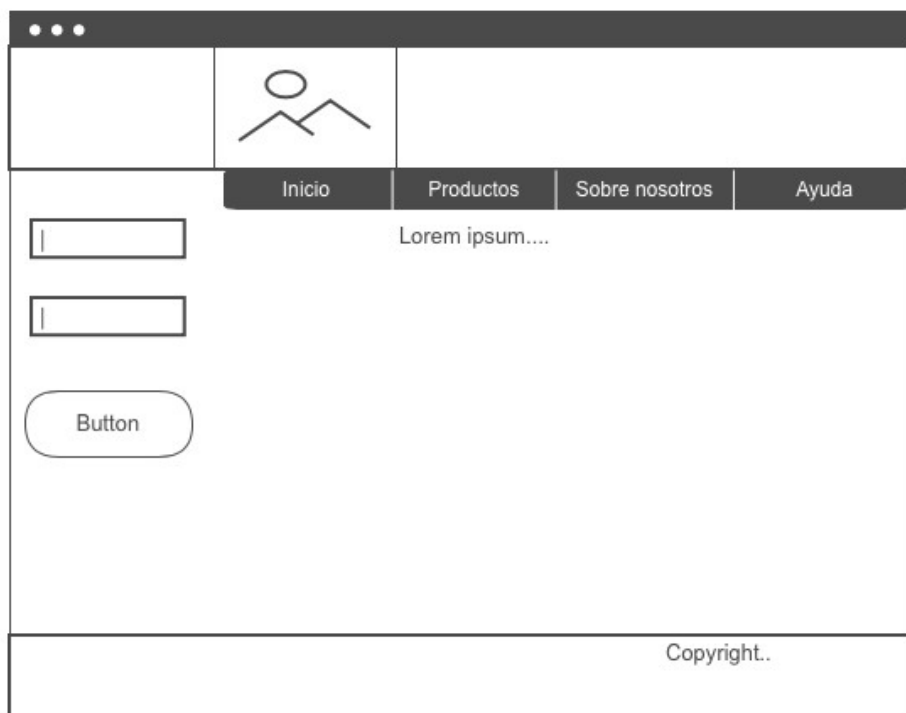 Inicio
Productos
Sobre nosotros
Ayuda
Lorem ipsum....
Button
Copyright..